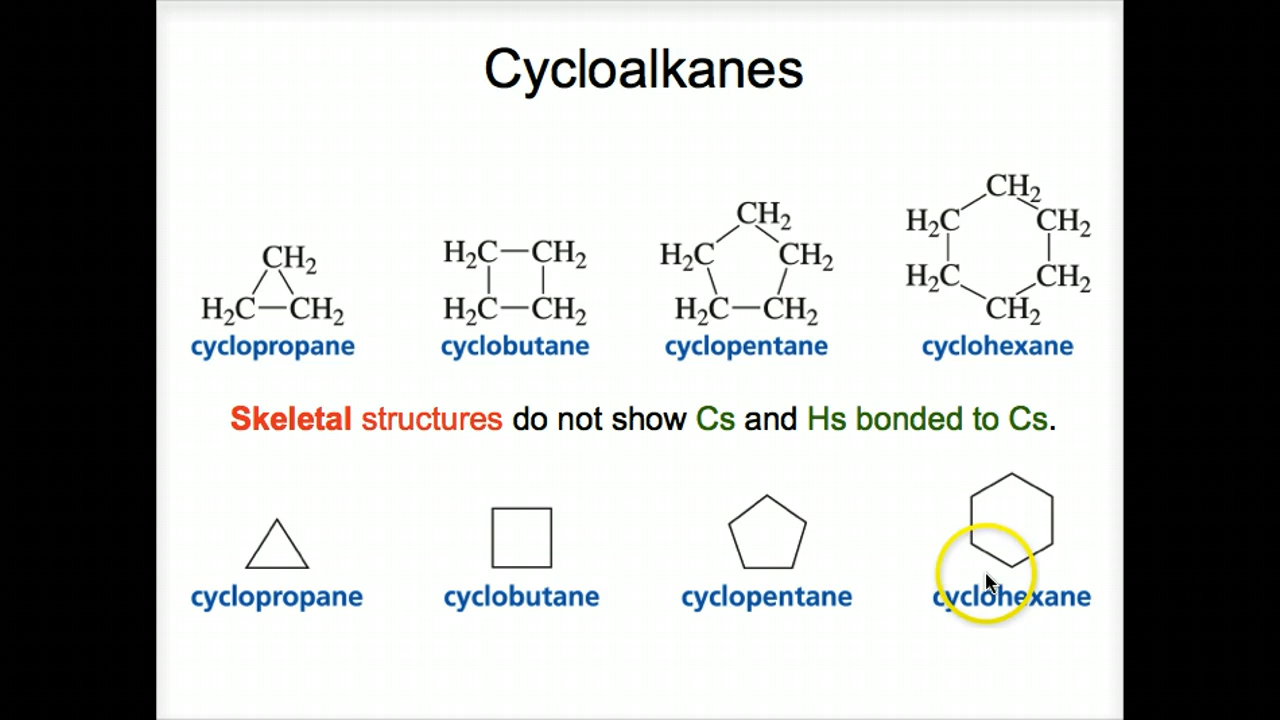 Cycloalkanes
CH₂
H₂C CH₂
cyclopropane
H₂C CH₂
H₂C CH₂
cyclobutane
CH₂
H₂C CH₂
H₂C CH₂
cyclopentane
CH₂
H₂C CH₂
H₂C CH₂
CH₂
cyclohexane
Skeletal structures do not show Cs and Hs bonded to Cs.
cyclopropane
cyclobutane
cyclopentane
cyclohexane